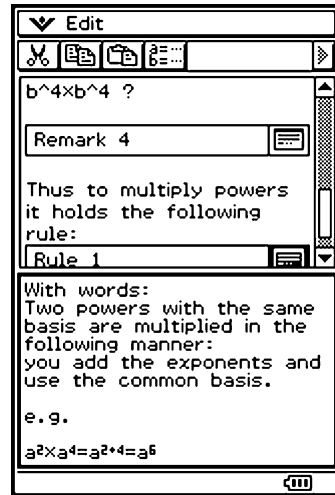 Edit
b^4×b^4 ?
Remark 4
Thus to multiply powers
it holds the following
rule:
Rule 1
With words:
Two powers with the same
basis are multiplied in the
following manner:
you add the exponents and
use the common basis.
e.g.
a²×a⁴=a²⁺⁴=a⁶